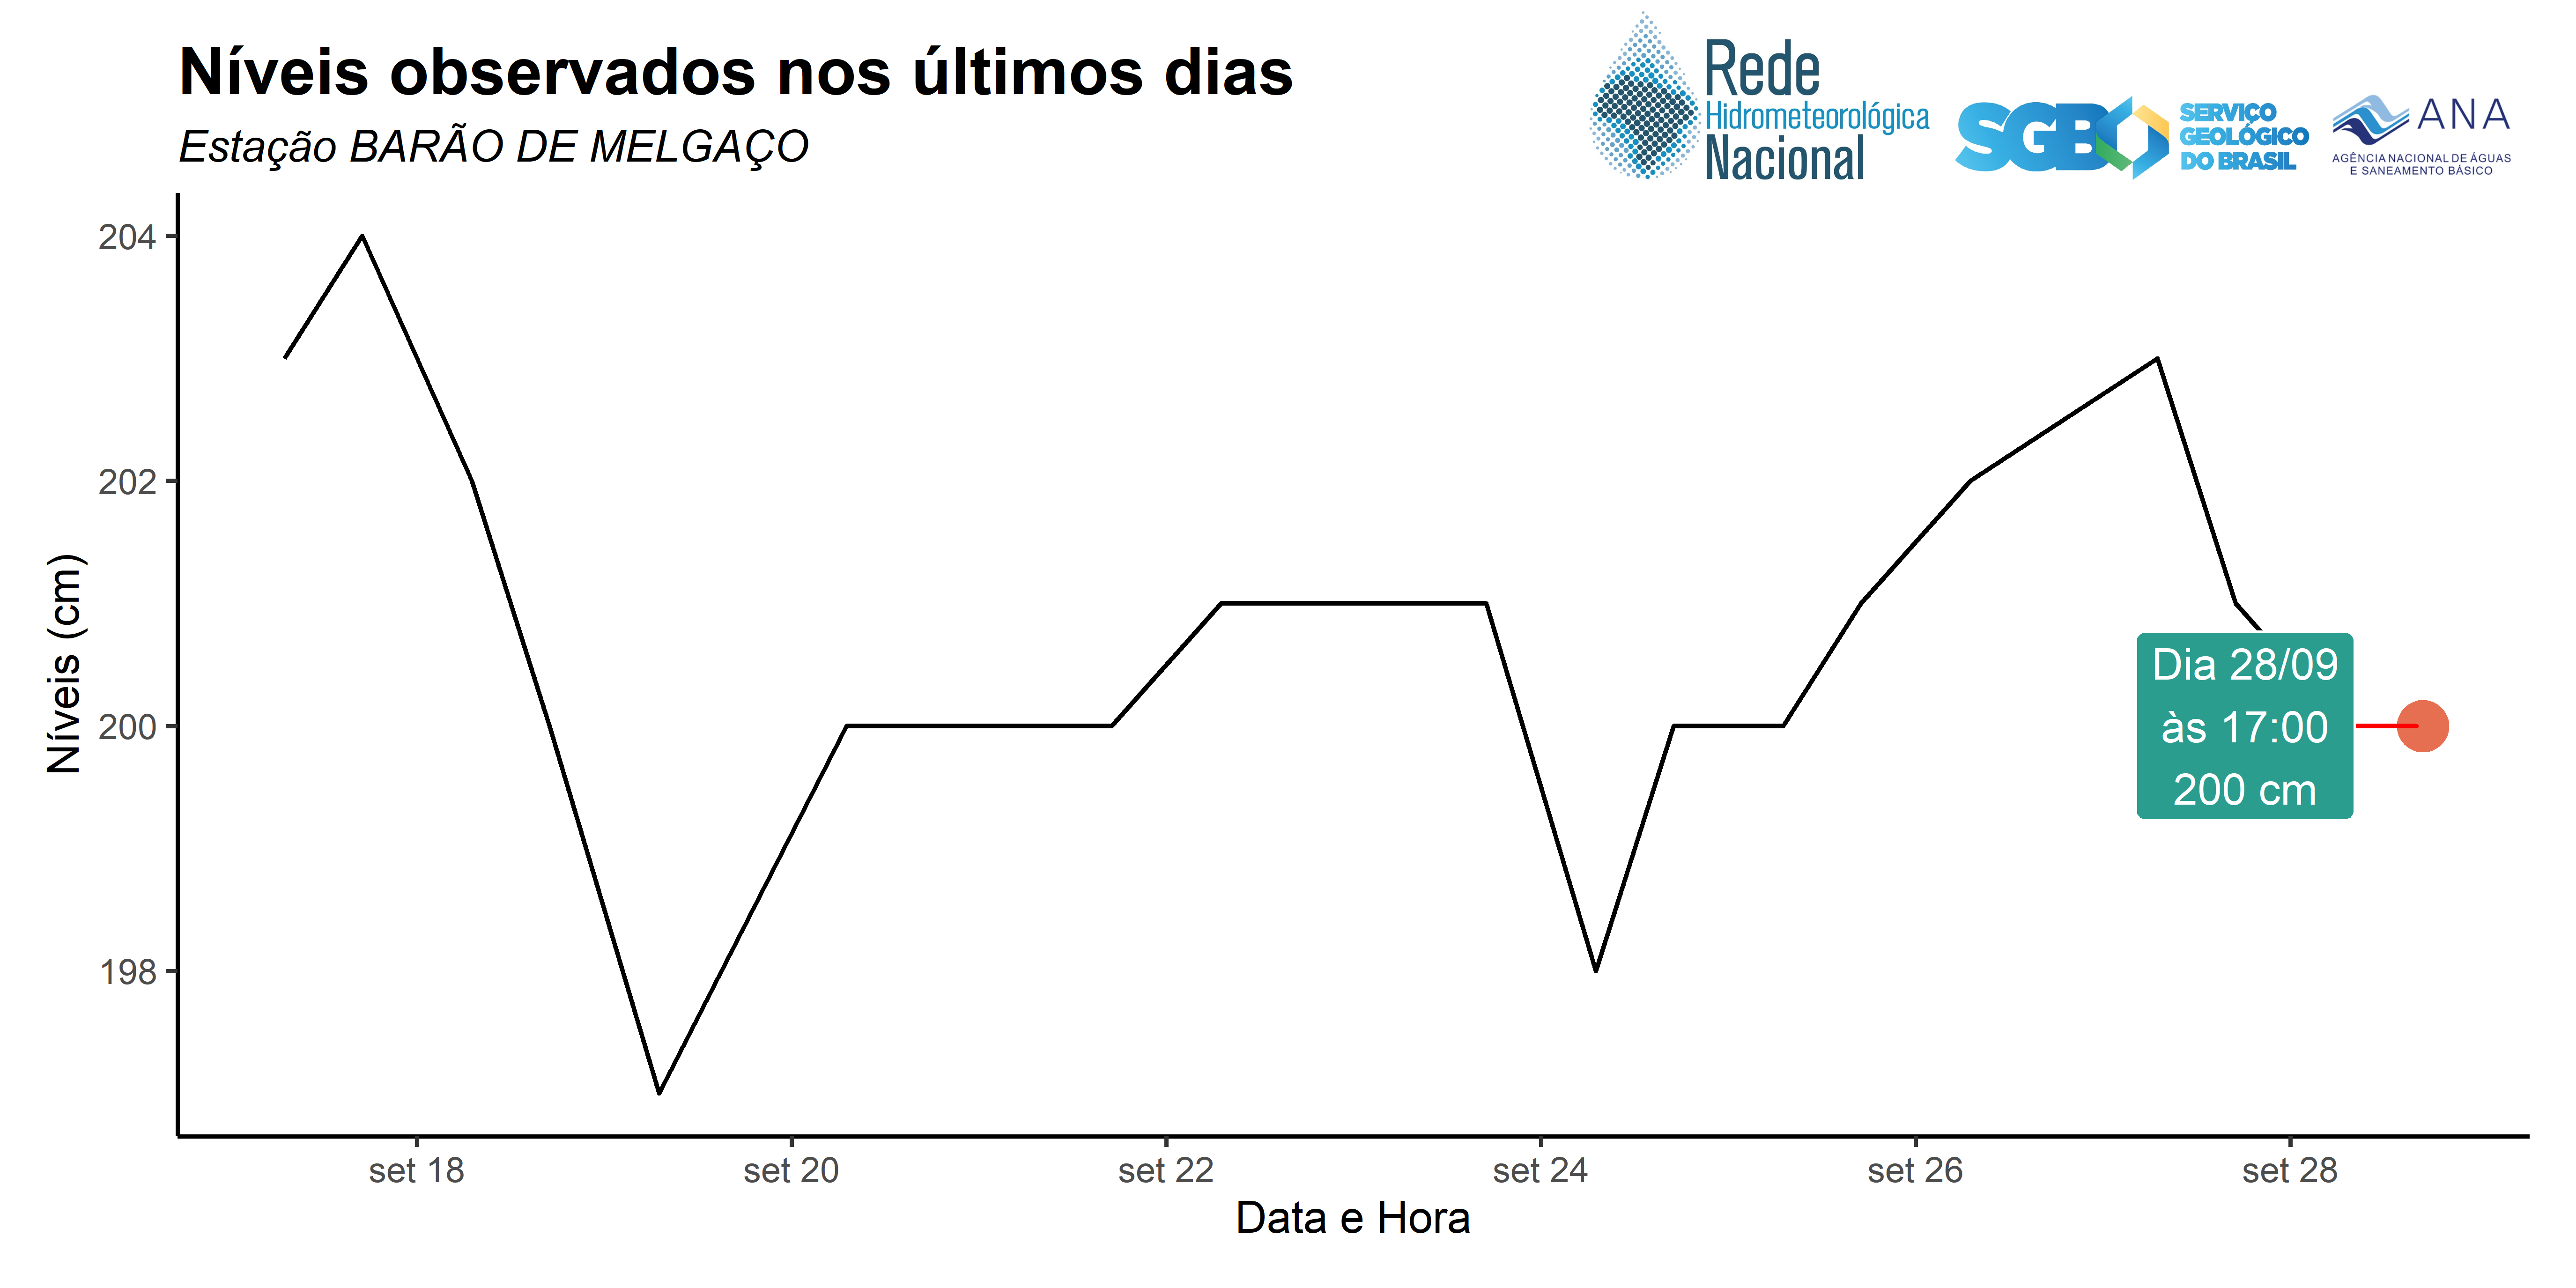 Níveis observados nos últimos dias
Estação BARÃO DE MELGAÇO
Rede
Hidrometeorológica
Nacional
SGB
SERVIÇO
GEOLÓGICO
DO BRASIL
ANA
AGÊNCIA NACIONAL DE ÁGUAS
E SANEAMENTO BÁSICO
Níveis (cm)
204
202
200
198
Dia 28/09
às 17:00
200 cm
set 18
set 20
set 22
set 24
set 26
set 28
Data e Hora